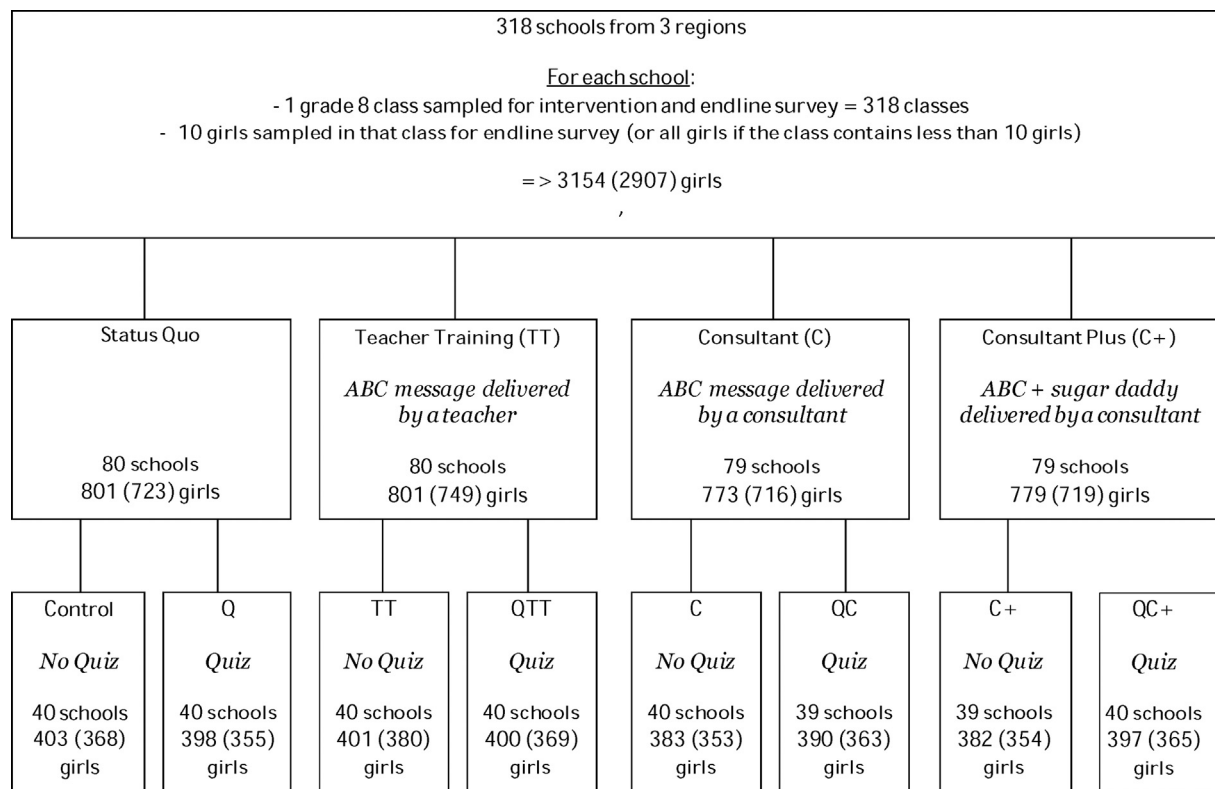 318 schools from 3 regions
For each school:
- 1 grade 8 class sampled for intervention and endline survey = 318 classes
- 10 girls sampled in that class for endline survey (or all girls if the class contains less than 10 girls)
=> 3154 (2907) girls
,
Status Quo
80 schools
801 (723) girls
Teacher Training (TT)
ABC message delivered
by a teacher
80 schools
801 (749) girls
Consultant (C)
ABC message delivered
by a consultant
79 schools
773 (716) girls
Consultant Plus (C+)
ABC + sugar daddy
delivered by a consultant
79 schools
779 (719) girls
Control
No Quiz
40 schools
403 (368)
girls
Q
Quiz
40 schools
398 (355)
girls
TT
No Quiz
40 schools
401 (380)
girls
QTT
Quiz
40 schools
400 (369)
girls
C
No Quiz
40 schools
383 (353)
girls
QC
Quiz
39 schools
390 (363)
girls
C+
No Quiz
39 schools
382 (354)
girls
QC+
Quiz
40 schools
397 (365)
girls